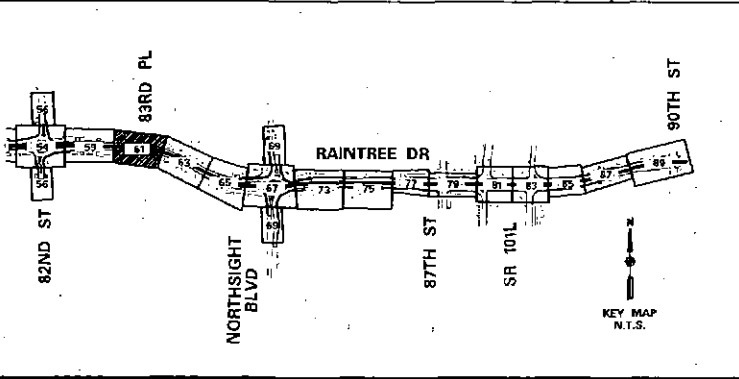 83RD PL
90TH ST
56
54
59
61
63
65
69
67
69
56
RAINTREE DR
73
75
77
79
81
83
85
87
89
82ND ST
NORTHSIGHT
BLVD
87TH ST
SR 101L
N
KEY MAP
N.T.S.